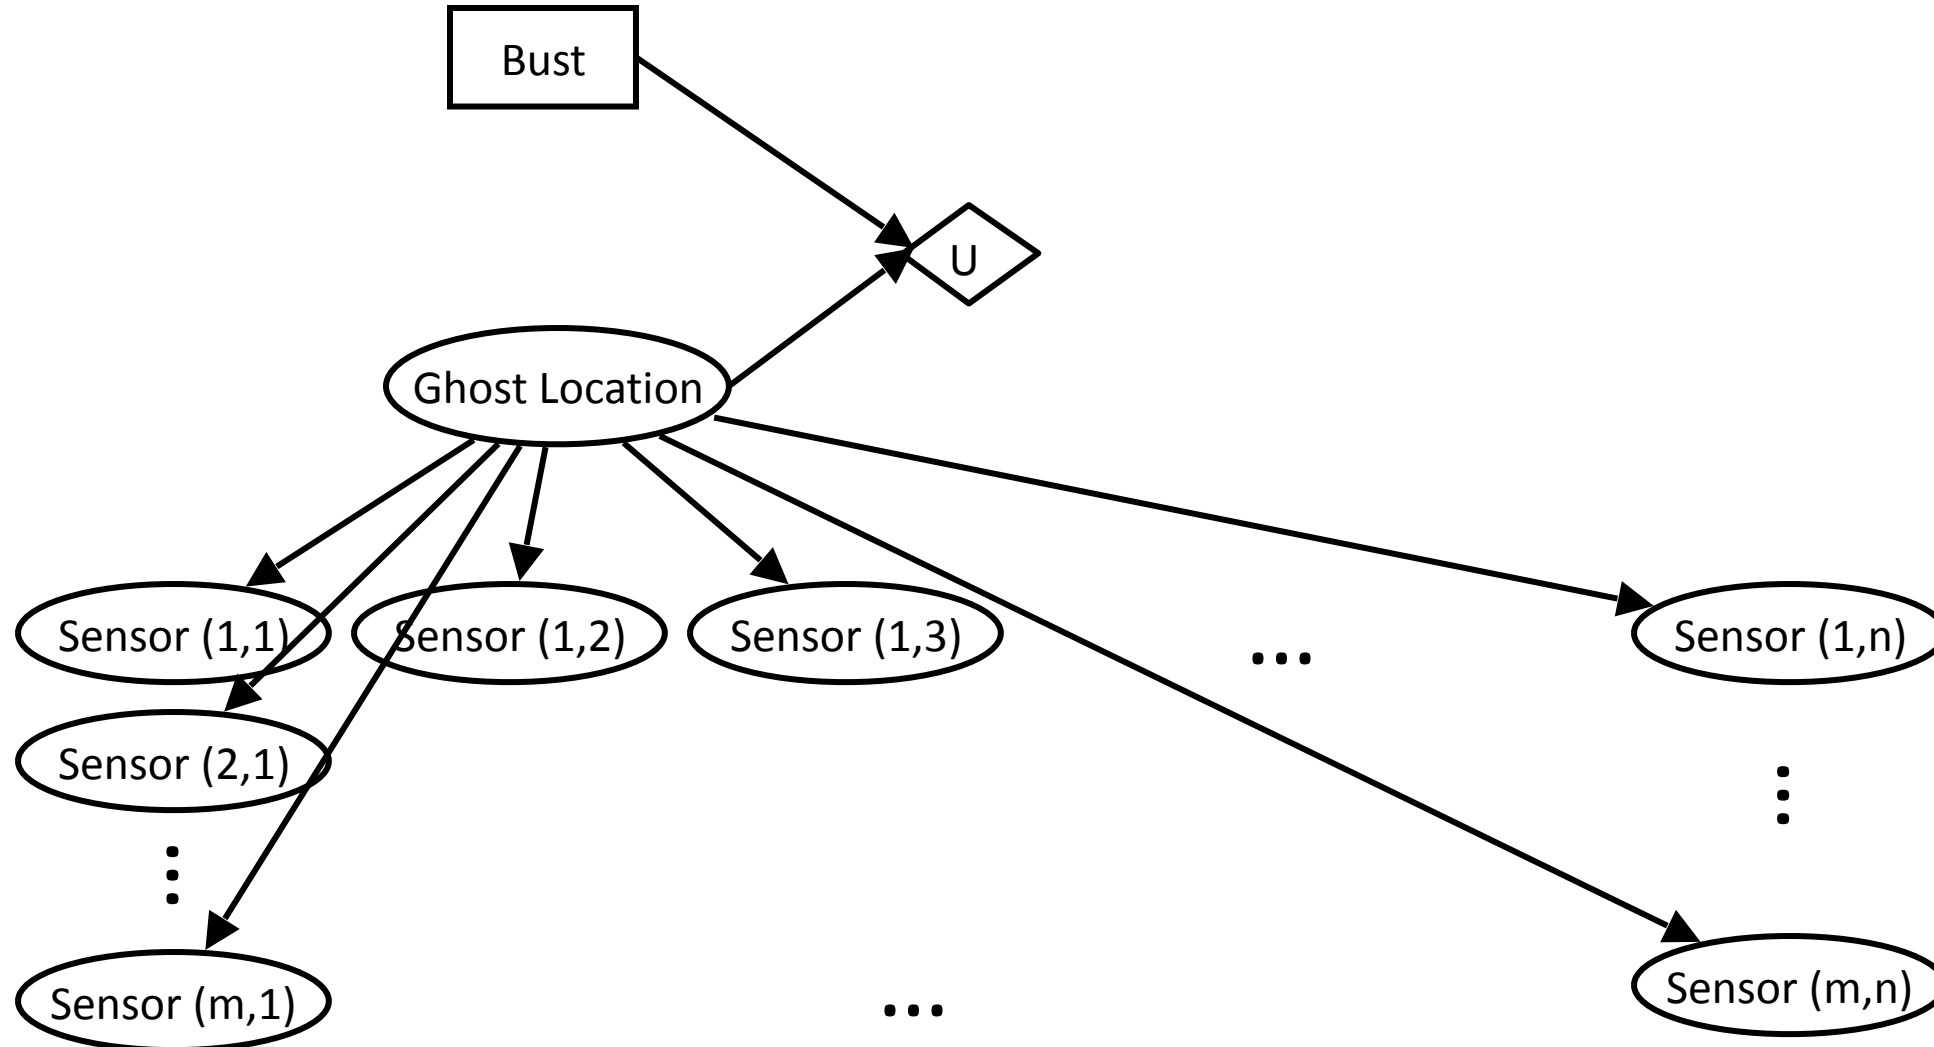 Bust
U
Ghost Location
Sensor (1,1)
Sensor (1,2)
Sensor (1,3)
...
Sensor (1,n)
Sensor (2,1)
...
...
Sensor (m,1)
...
Sensor (m,n)